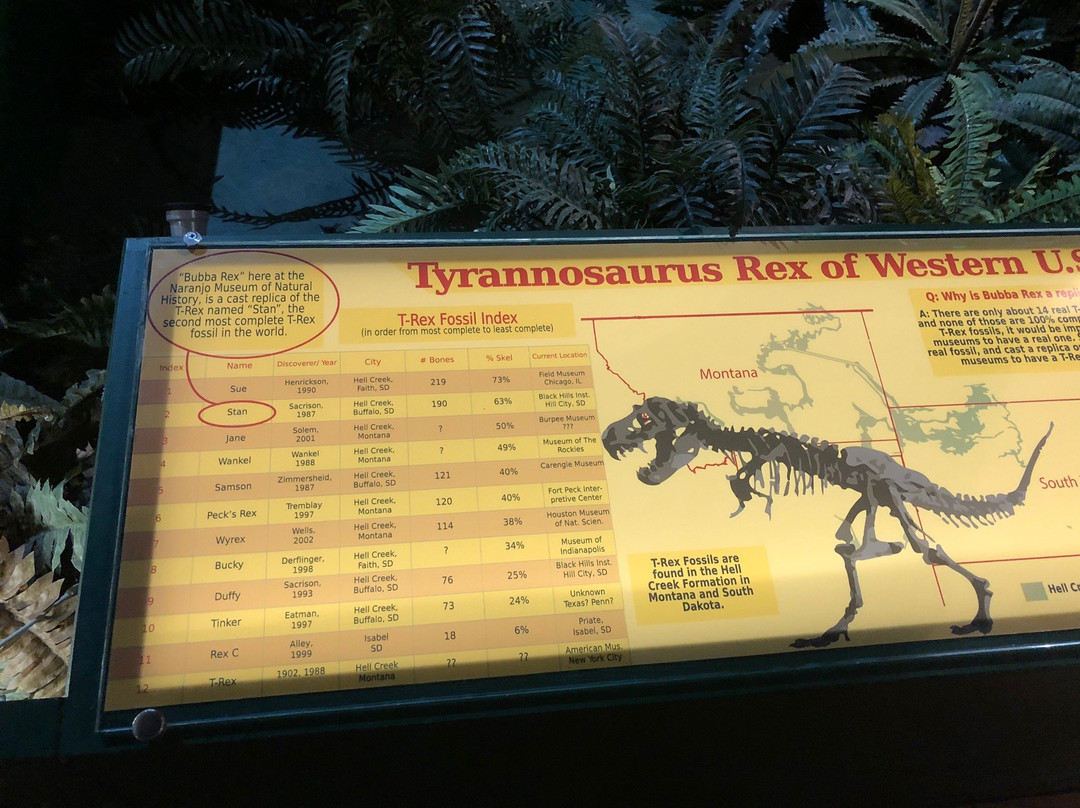 "Bubba Rex" here at the
Naranjo Museum of Natural
History, is a cast replica of the
T-Rex named "Stan", the
second most complete T-Rex
fossil in the world.
Tyrannosaurus Rex of Western U.S
T-Rex Fossil Index
(in order from most complete to least complete)
Q: Why is Bubba Rex a
A: There are only about 14 real
and none of those are 100%
T-Rex fossils, it would be
museums to have a real one.
real fossil, and cast a replica
museums to have a
Index Name Discoverer/ Year City # Bones % Skel Current Location
1 Sue Henrickson, 1990 Hell Creek, Faith, SD 219 73% Field Museum Chicago, IL
2 Stan Sacrison, 1987 Hell Creek, Buffalo, SD 190 63% Black Hills Inst. Hill City, SD
3 Jane Solem, 2001 Hell Creek, Montana ? 50% Burpee Museum ???
4 Wankel Wankel 1988 Hell Creek, Montana ? 49% Museum of The Rockies
5 Samson Zimmersheid, 1987 Hell Creek, Buffalo, SD 121 40% Carengie Museum
6 Peck's Rex Tremblay 1997 Hell Creek, Montana 120 40% Fort Peck Inter- pretive Center
7 Wyrex Wells, 2002 Hell Creek, Montana 114 38% Houston Museum of Nat. Scien.
8 Bucky Derflinger, 1998 Hell Creek, Faith, SD ? 34% Museum of Indianapolis
9 Duffy Sacrison, 1993 Hell Creek, Buffalo, SD 76 25% Black Hills Inst. Hill City, SD
10 Tinker Eatman, 1997 Hell Creek, Buffalo, SD 73 24% Unknown Texas? Penn?
11 Rex C Alley, 1999 Isabel SD 18 6% Priate, Isabel, SD
12 T-Rex 1902, 1988 Hell Creek Montana ?? ?? American Mus. New York City
Montana
South
T-Rex Fossils are
found in the Hell
Creek Formation in
Montana and South
Dakota.
Hell